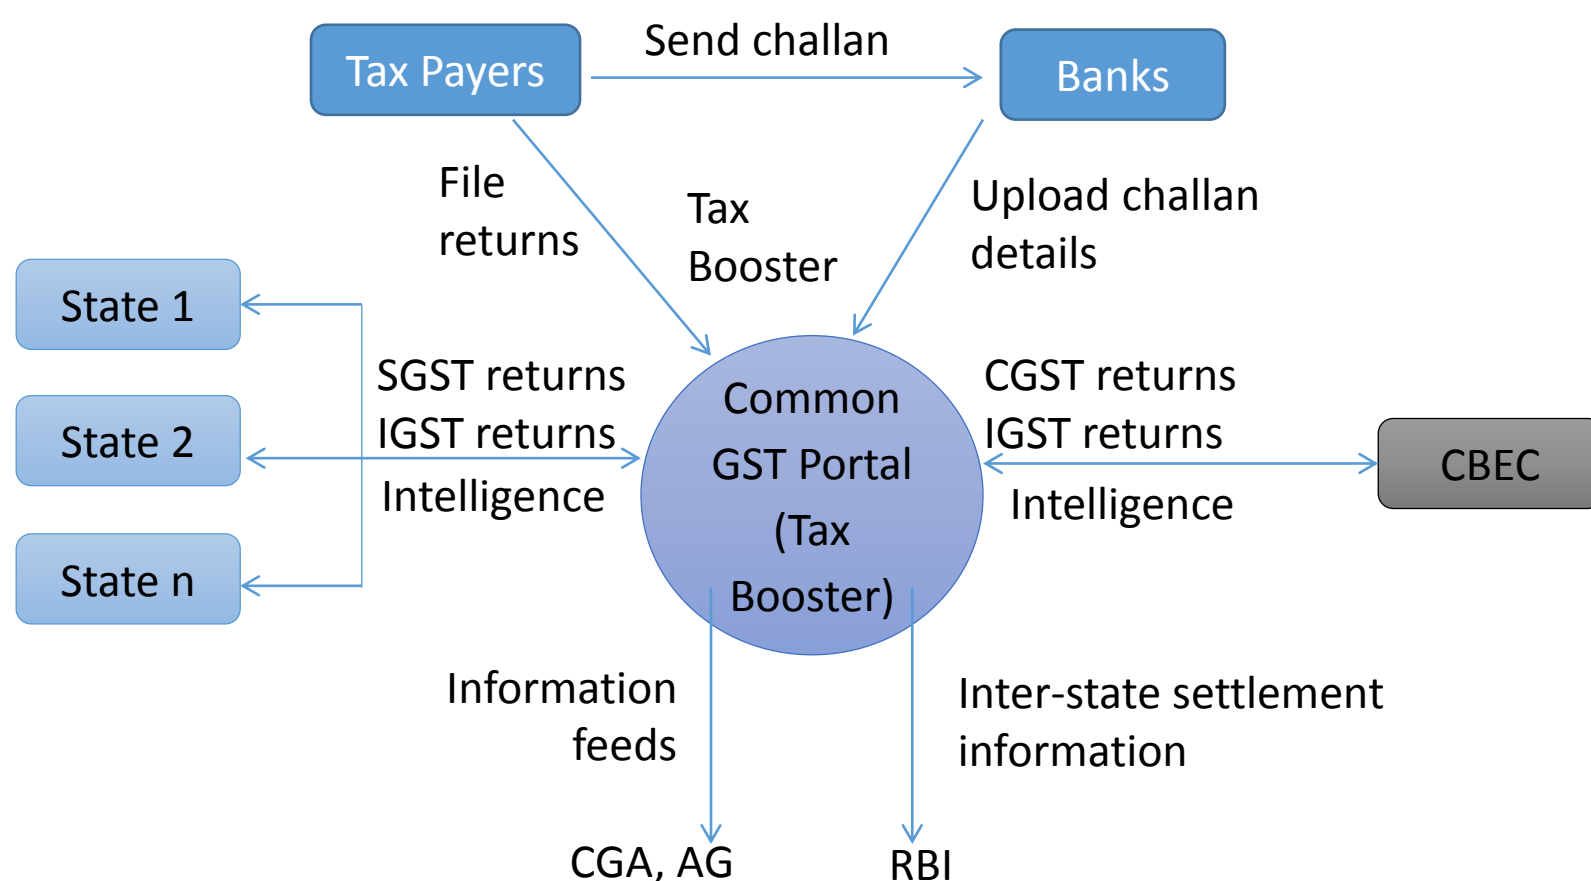 Send challan
Tax Payers
Banks
File
returns
Tax
Booster
Upload challan
details
State 1
State 2
State n
SGST returns
IGST returns
Intelligence
Common
GST Portal
(Tax
Booster)
CGST returns
IGST returns
Intelligence
CBEC
Information
feeds
Inter-state settlement
information
CGA, AG
RBI